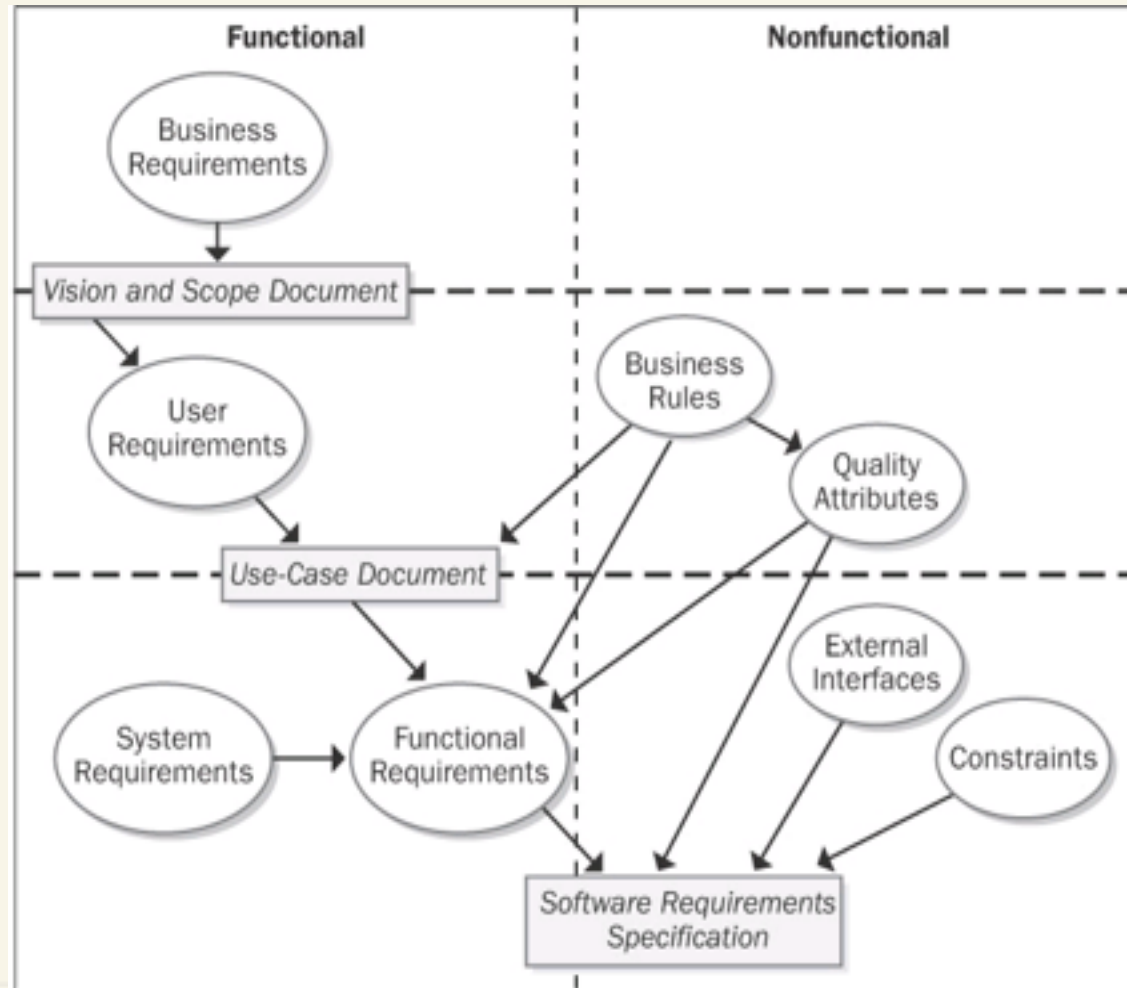 Functional
Nonfunctional
Business
Requirements
Vision and Scope Document
User
Requirements
Business
Rules
Quality
Attributes
Use-Case Document
System
Requirements
Functional
Requirements
External
Interfaces
Constraints
Software Requirements
Specification